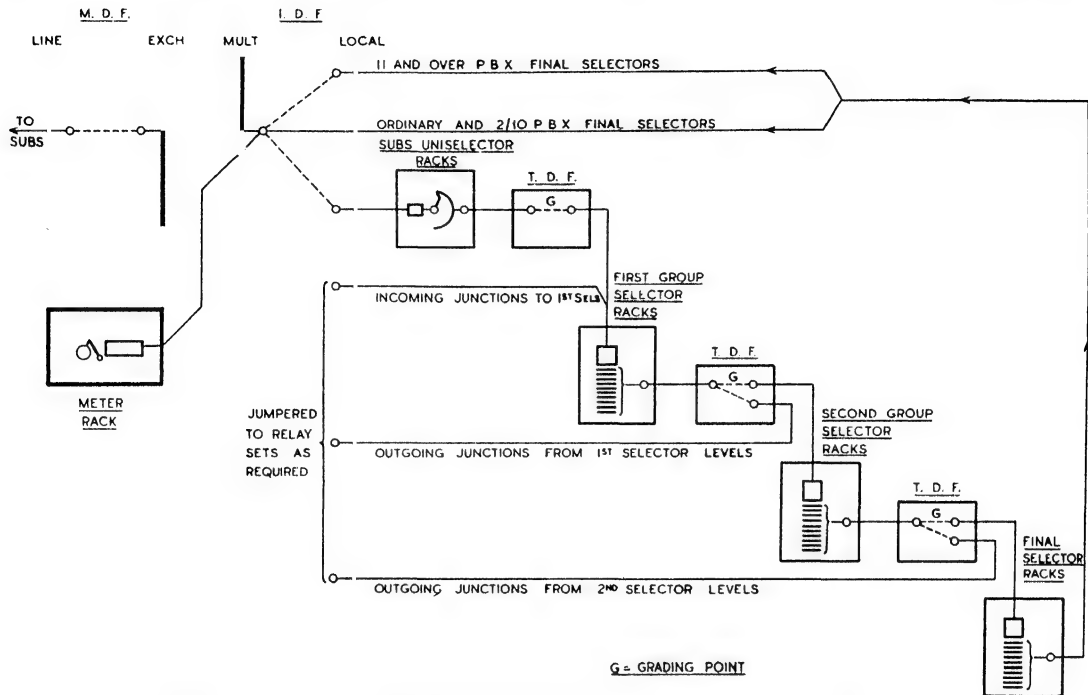 M. D. F.
I. D. F
LINE
EXCH
MULT
LOCAL
11 AND OVER P B X FINAL SELECTORS
TO
SUBS
ORDINARY AND 2/10 P B X FINAL SELECTORS
SUBS UNISELECTOR
RACKS
T. D. F.
G
FIRST GROUP
SELECTOR
RACKS
INCOMING JUNCTIONS TO 1ST SELS
T. D. F.
G
METER
RACK
JUMPERED
TO RELAY
SETS AS
REQUIRED
SECOND GROUP
SELECTOR
RACKS
OUTGOING JUNCTIONS FROM 1ST SELECTOR LEVELS
T. D. F.
G
FINAL
SELECTOR
RACKS
OUTGOING JUNCTIONS FROM 2ND SELECTOR LEVELS
G = GRADING POINT